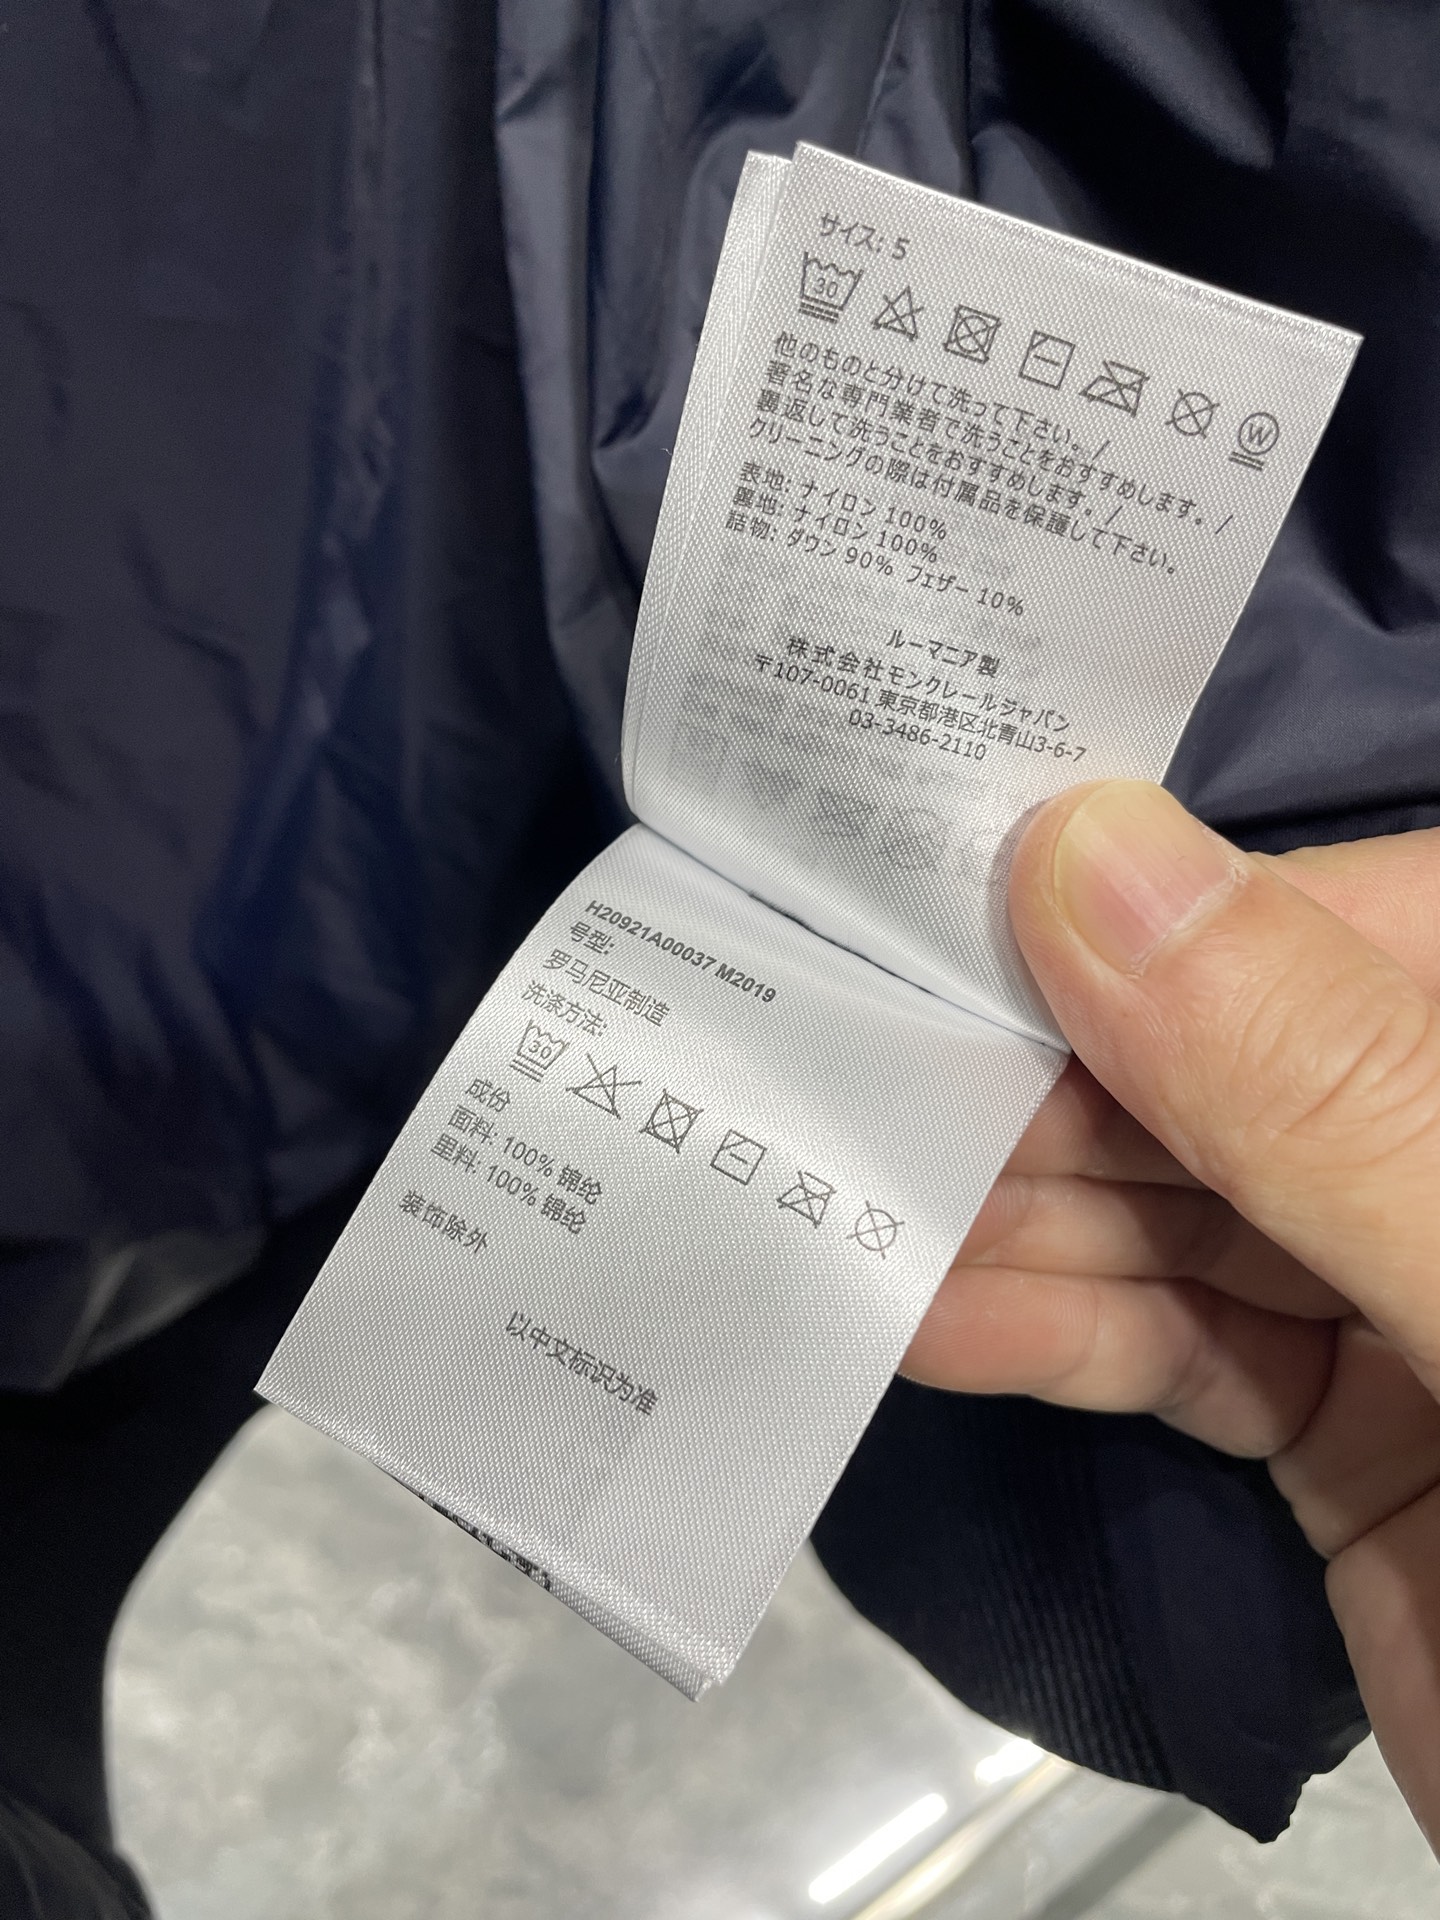 サイズ: 5
30
W
他のものと分けて洗って下さい。/
著名な専門業者で洗うことをおすすめします。/
裏返して洗うことをおすすめします。/
クリーニングの際は付属品を保護して下さい。
表地: ナイロン 100%
裏地: ナイロン 100%
詰物: ダウン 90% フェザー 10%
ルーマニア製
株式会社モンクレールジャパン
〒107-0061 東京都港区北青山3-6-7
03-3486-2110
H20921A00037 M2019
号型:
罗马尼亚制造
洗涤方法:
30
成份
面料: 100% 锦纶
里料: 100% 锦纶
装饰除外
以中文标识为准